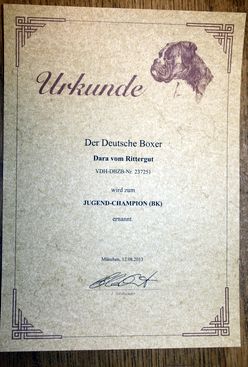 Urkunde
Der Deutsche Boxer
Dara vom Rittergut
VDH-DBZB-Nr. 237251
wird zum
JUGEND-CHAMPION (BK)
ernannt
München, 12.08.2013